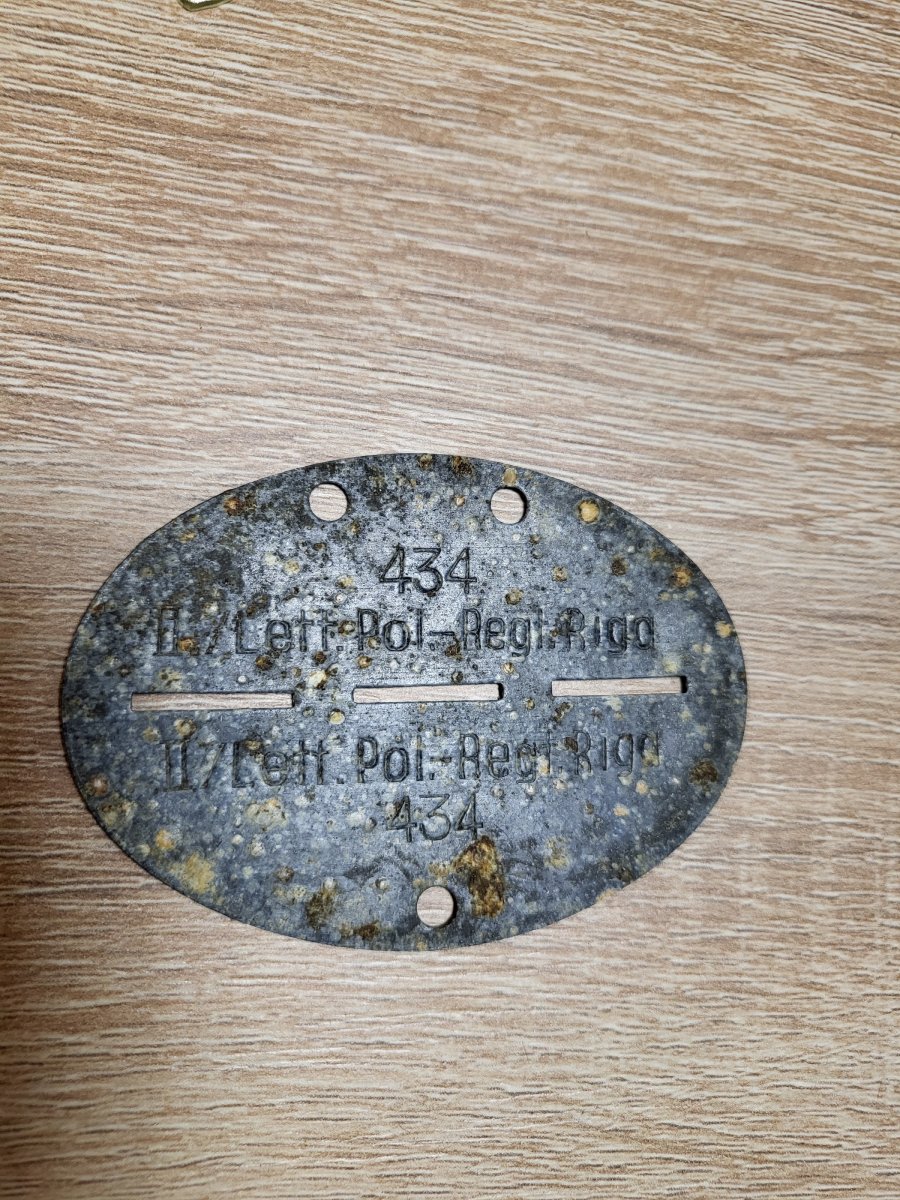 434
II./Lett. Pol.-Regt. Riga
II/Lett. Pol.-Regt. Riga
434